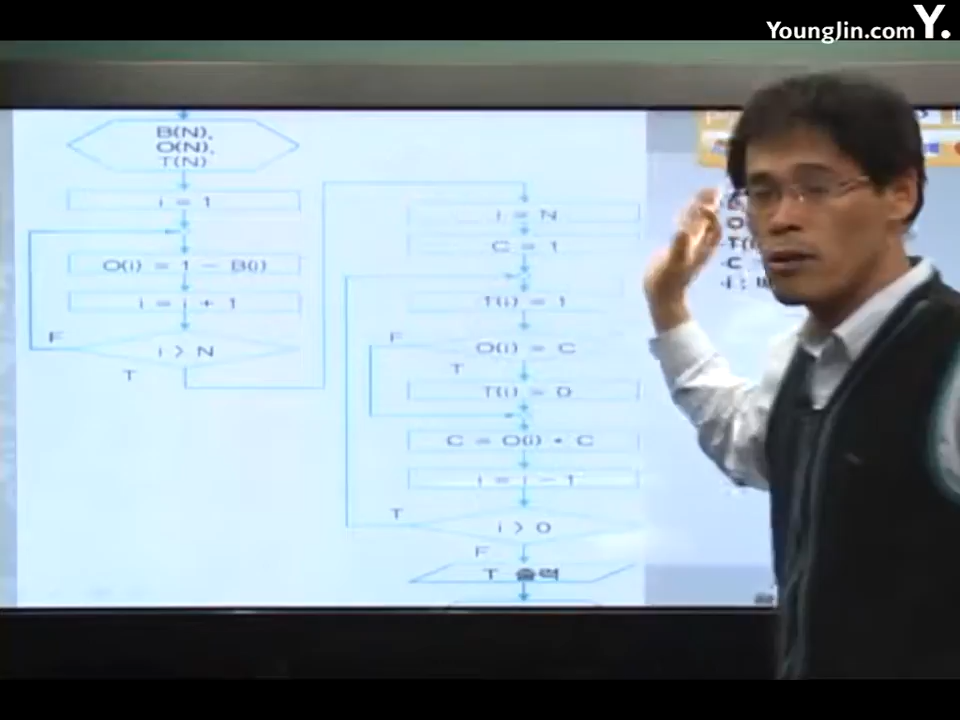 YoungJin.com Y.
B(N),
O(N),
T(N)
i = 1
O(i) = 1 - B(i)
i = i + 1
F
i > N
T
i = N
C = 1
T(i) = 1
F
O(i) = C
T
T(i) = 0
C = O(i) * C
i = i - 1
T
i > 0
F
T 출력